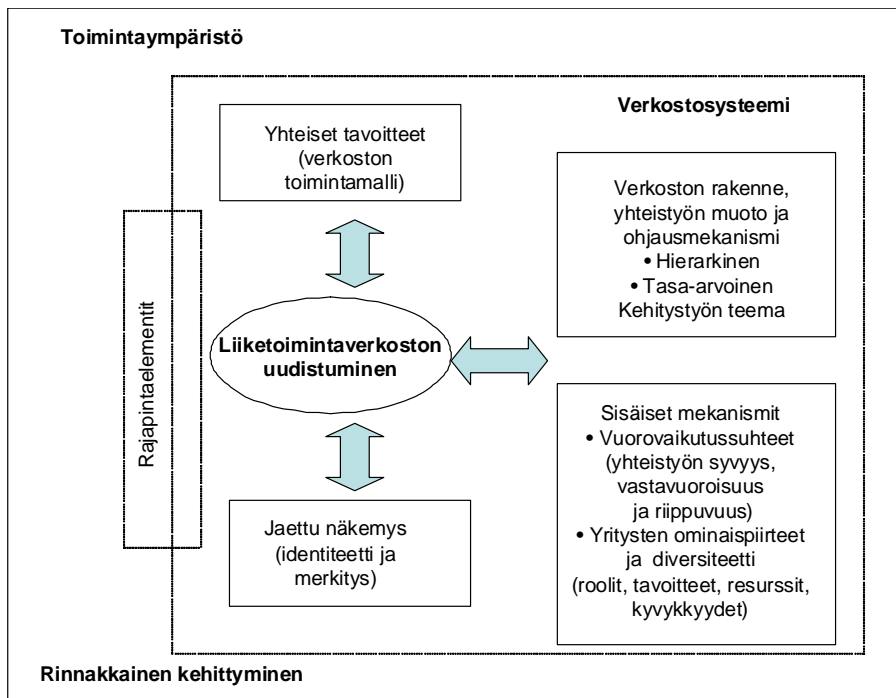 Toimintaympäristö
Verkostosysteemi
Yhteiset tavoitteet
(verkoston
toimintamalli)
Verkoston rakenne,
yhteistyön muoto ja
ohjausmekanismi
• Hierarkinen
• Tasa-arvoinen
Kehitystyön teema
Rajapintaelementit
Liiketoimintaverkoston
uudistuminen
Sisäiset mekanismit
• Vuorovaikutussuhteet
(yhteistyön syvyys,
vastavuoroisuus
ja riippuvuus)
• Yritysten ominaispiirteet
ja diversiteetti
(roolit, tavoitteet, resurssit,
kyvykkyydet)
Jaettu näkemys
(identiteetti ja
merkitys)
Rinnakkainen kehittyminen